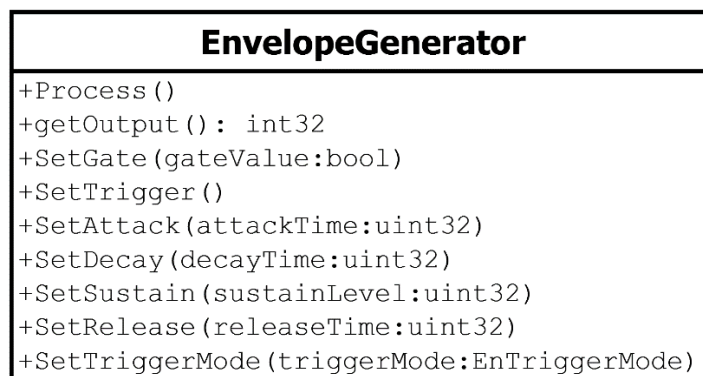 EnvelopeGenerator
+Process()
+getOutput(): int32
+SetGate(gateValue:bool)
+SetTrigger()
+SetAttack(attackTime:uint32)
+SetDecay(decayTime:uint32)
+SetSustain(sustainLevel:uint32)
+SetRelease(releaseTime:uint32)
+SetTriggerMode(triggerMode:EnTriggerMode)